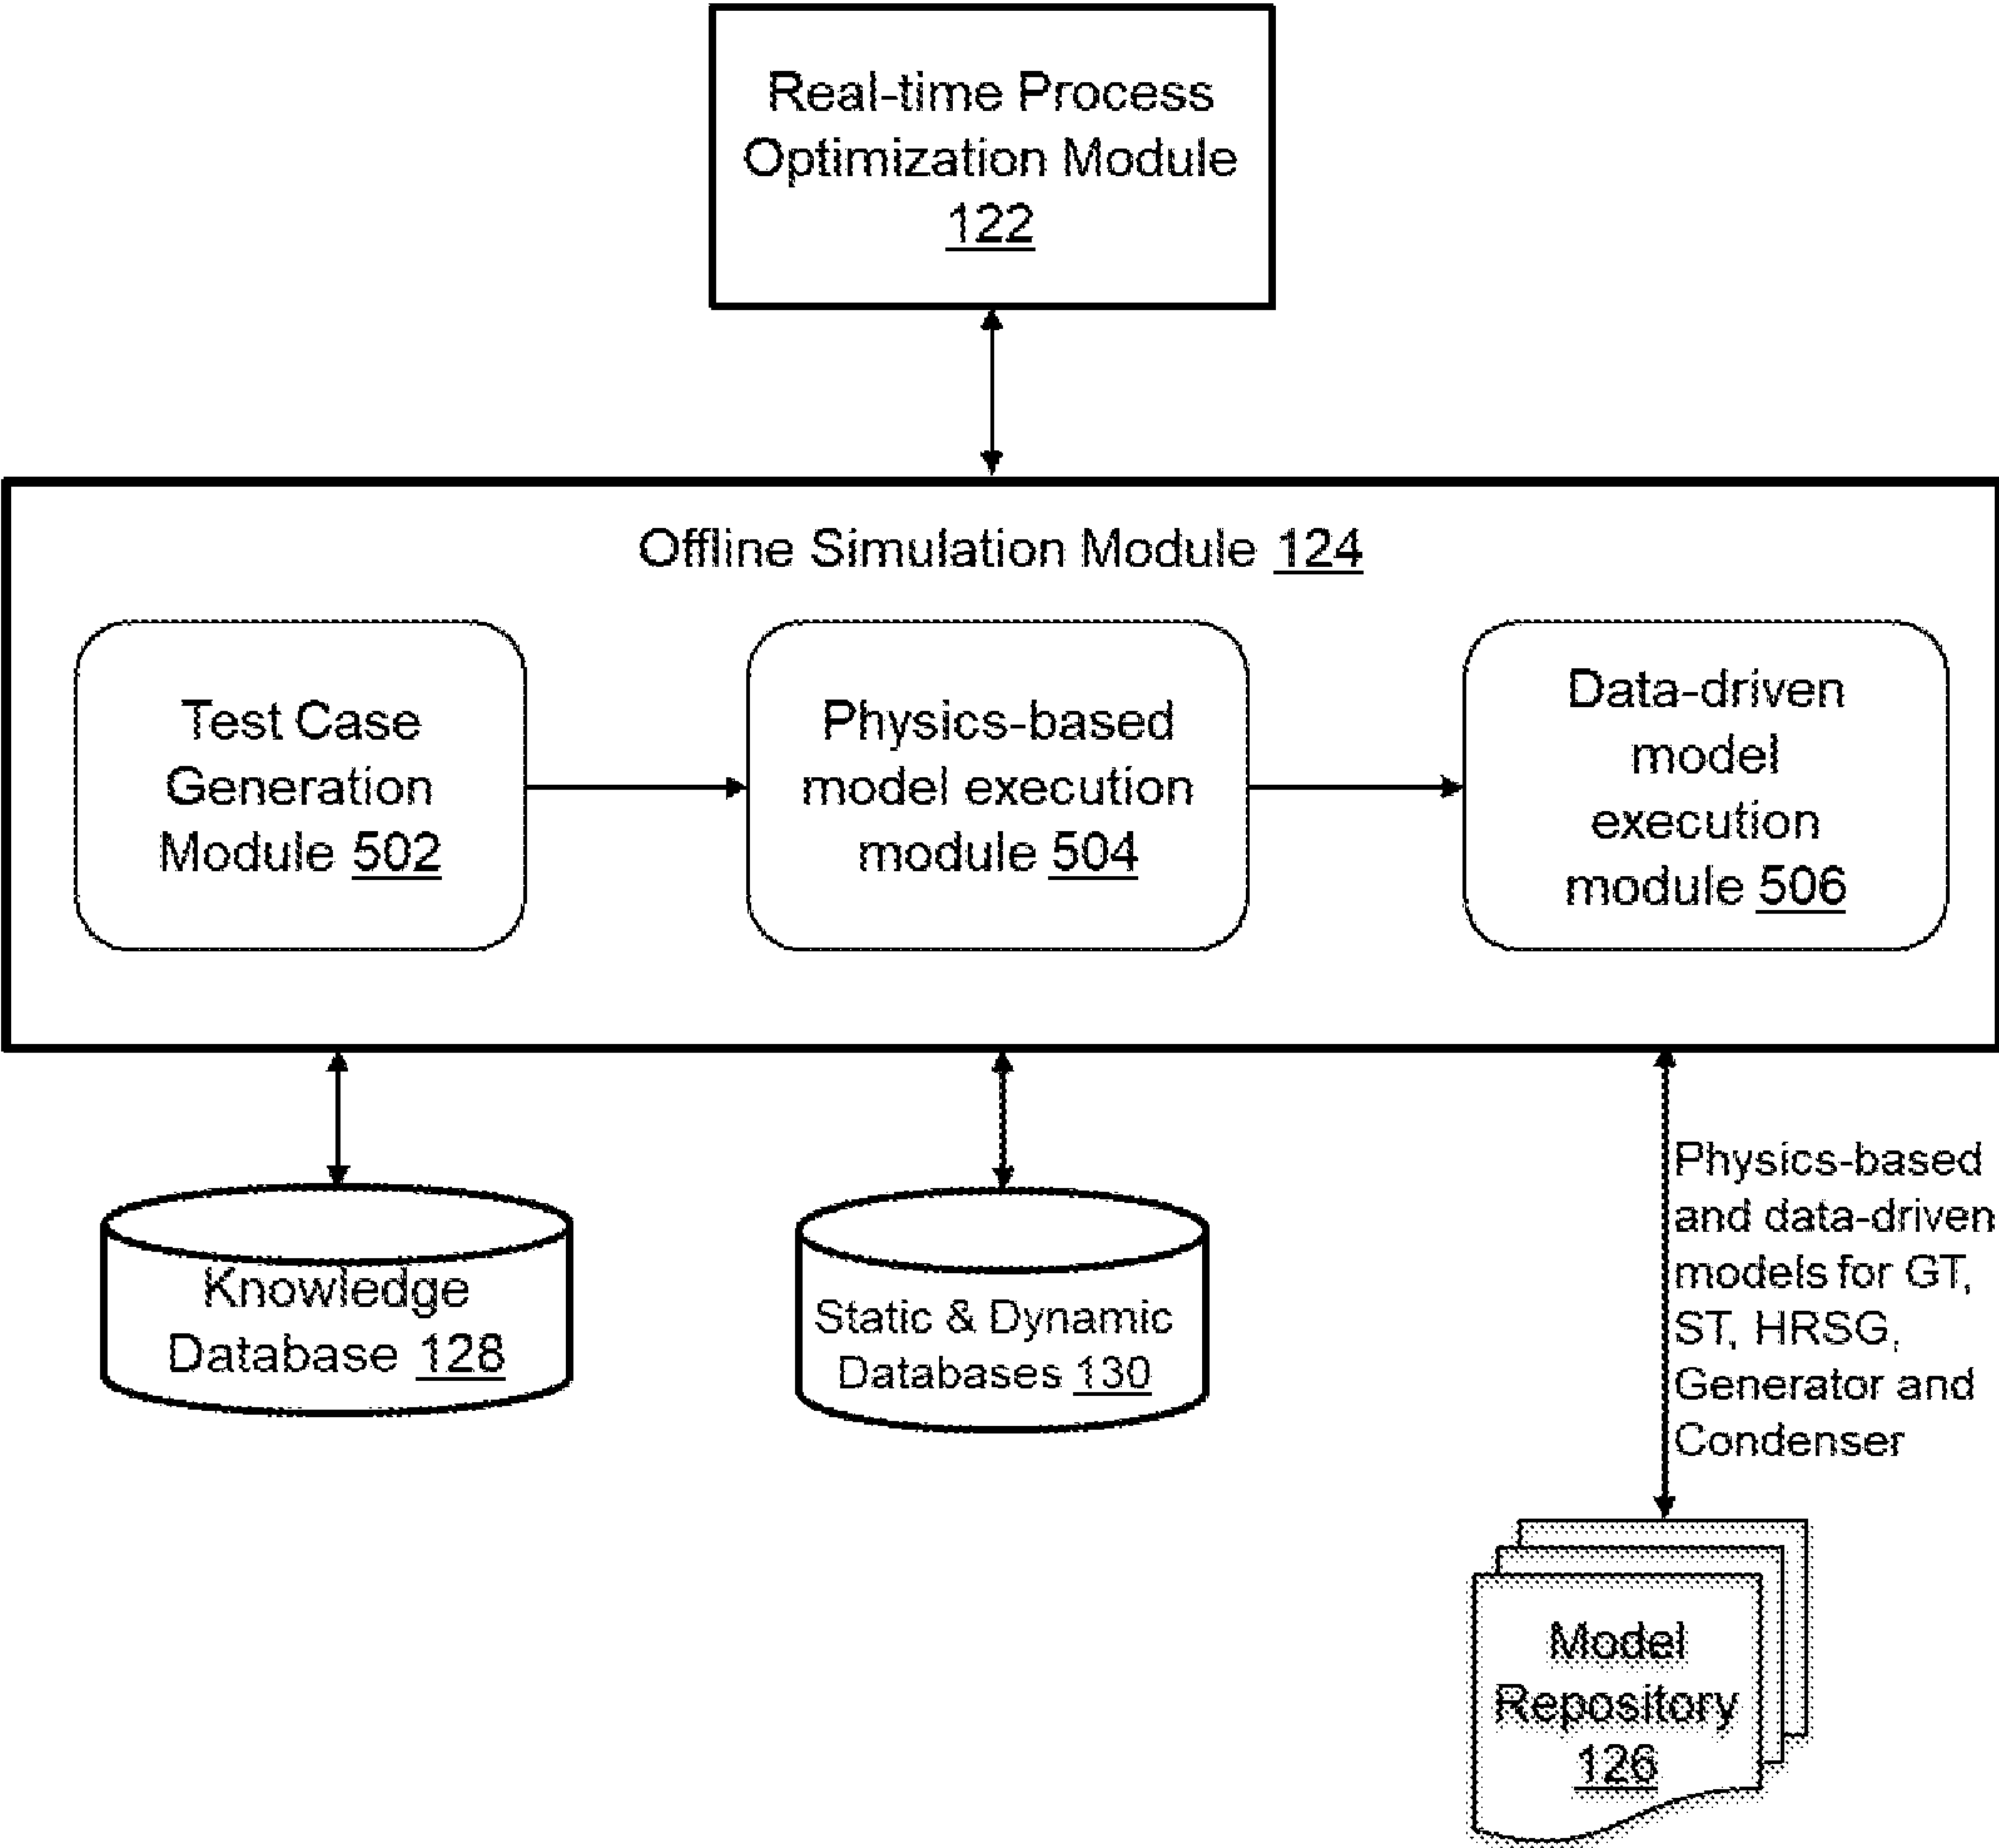 Real-time Process
Optimization Module
122
Offline Simulation Module 124
Test Case
Generation
Module 502
Physics-based
model execution
module 504
Data-driven
model
execution
module 506
Knowledge
Database 128
Static & Dynamic
Databases 130
Physics-based
and data-driven
models for GT,
ST, HRSG,
Generator and
Condenser
Model
Repository
126